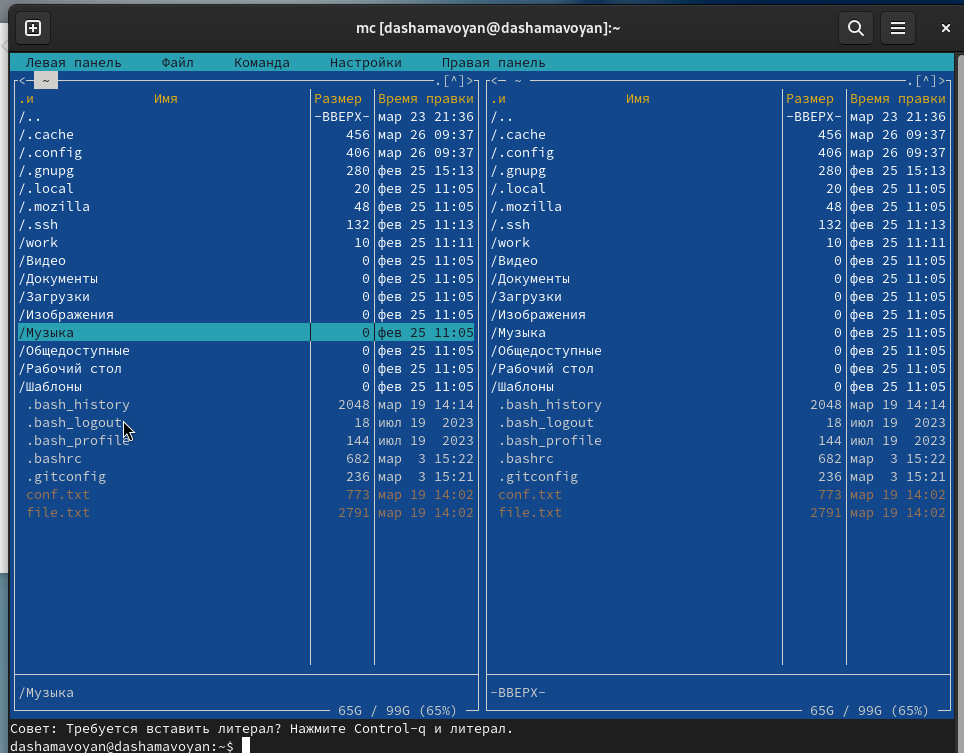 mc [dashamavoyan@dashamavoyan]:~
Левая панель Файл Команда Настройки Правая панель
<─ ~ .[^]> <─ ~ .[^]>
.и Имя Размер Время правки .и Имя Размер Время правки
/.. -ВВЕРХ- мар 23 21:36 /.. -ВВЕРХ- мар 23 21:36
/.cache 456 мар 26 09:37 /.cache 456 мар 26 09:37
/.config 406 мар 26 09:37 /.config 406 мар 26 09:37
/.gnupg 280 фев 25 15:13 /.gnupg 280 фев 25 15:13
/.local 20 фев 25 11:05 /.local 20 фев 25 11:05
/.mozilla 48 фев 25 11:05 /.mozilla 48 фев 25 11:05
/.ssh 132 фев 25 11:13 /.ssh 132 фев 25 11:13
/work 10 фев 25 11:11 /work 10 фев 25 11:11
/Видео 0 фев 25 11:05 /Видео 0 фев 25 11:05
/Документы 0 фев 25 11:05 /Документы 0 фев 25 11:05
/Загрузки 0 фев 25 11:05 /Загрузки 0 фев 25 11:05
/Изображения 0 фев 25 11:05 /Изображения 0 фев 25 11:05
/Музыка 0 фев 25 11:05 /Музыка 0 фев 25 11:05
/Общедоступные 0 фев 25 11:05 /Общедоступные 0 фев 25 11:05
/Рабочий стол 0 фев 25 11:05 /Рабочий стол 0 фев 25 11:05
/Шаблоны 0 фев 25 11:05 /Шаблоны 0 фев 25 11:05
.bash_history 2048 мар 19 14:14 .bash_history 2048 мар 19 14:14
.bash_logout 18 июл 19 2023 .bash_logout 18 июл 19 2023
.bash_profile 144 июл 19 2023 .bash_profile 144 июл 19 2023
.bashrc 682 мар 3 15:22 .bashrc 682 мар 3 15:22
.gitconfig 236 мар 3 15:21 .gitconfig 236 мар 3 15:21
conf.txt 773 мар 19 14:02 conf.txt 773 мар 19 14:02
file.txt 2791 мар 19 14:02 file.txt 2791 мар 19 14:02
/Музыка -ВВЕРХ-
65G / 99G (65%) 65G / 99G (65%)
Совет: Требуется вставить литерал? Нажмите Control-q и литерал.
dashamavoyan@dashamavoyan:~$